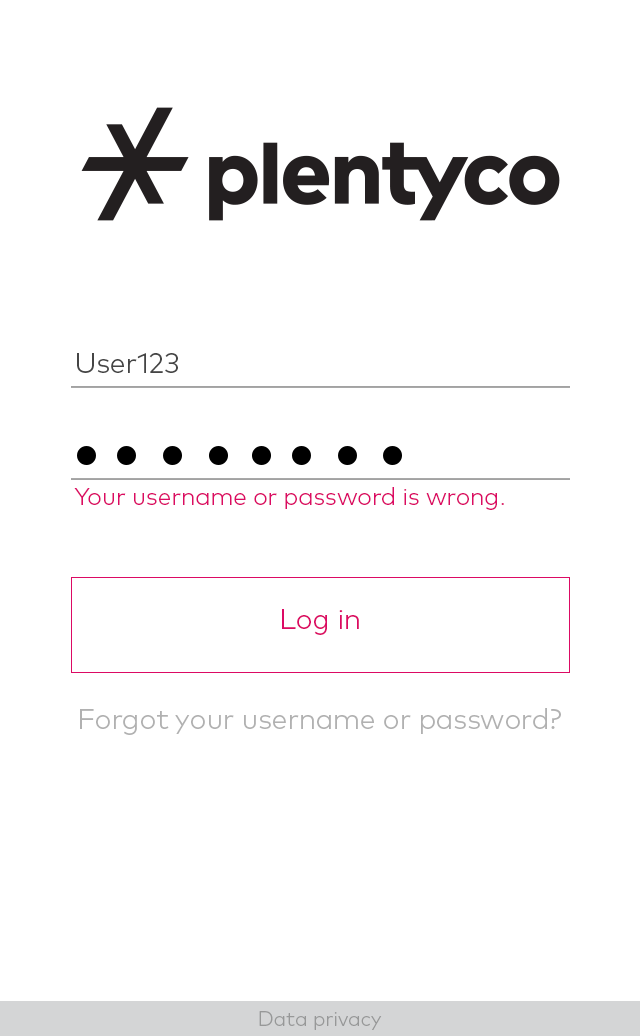 plentyco
User123
Your username or password is wrong.
Log in
Forgot your username or password?
Data privacy